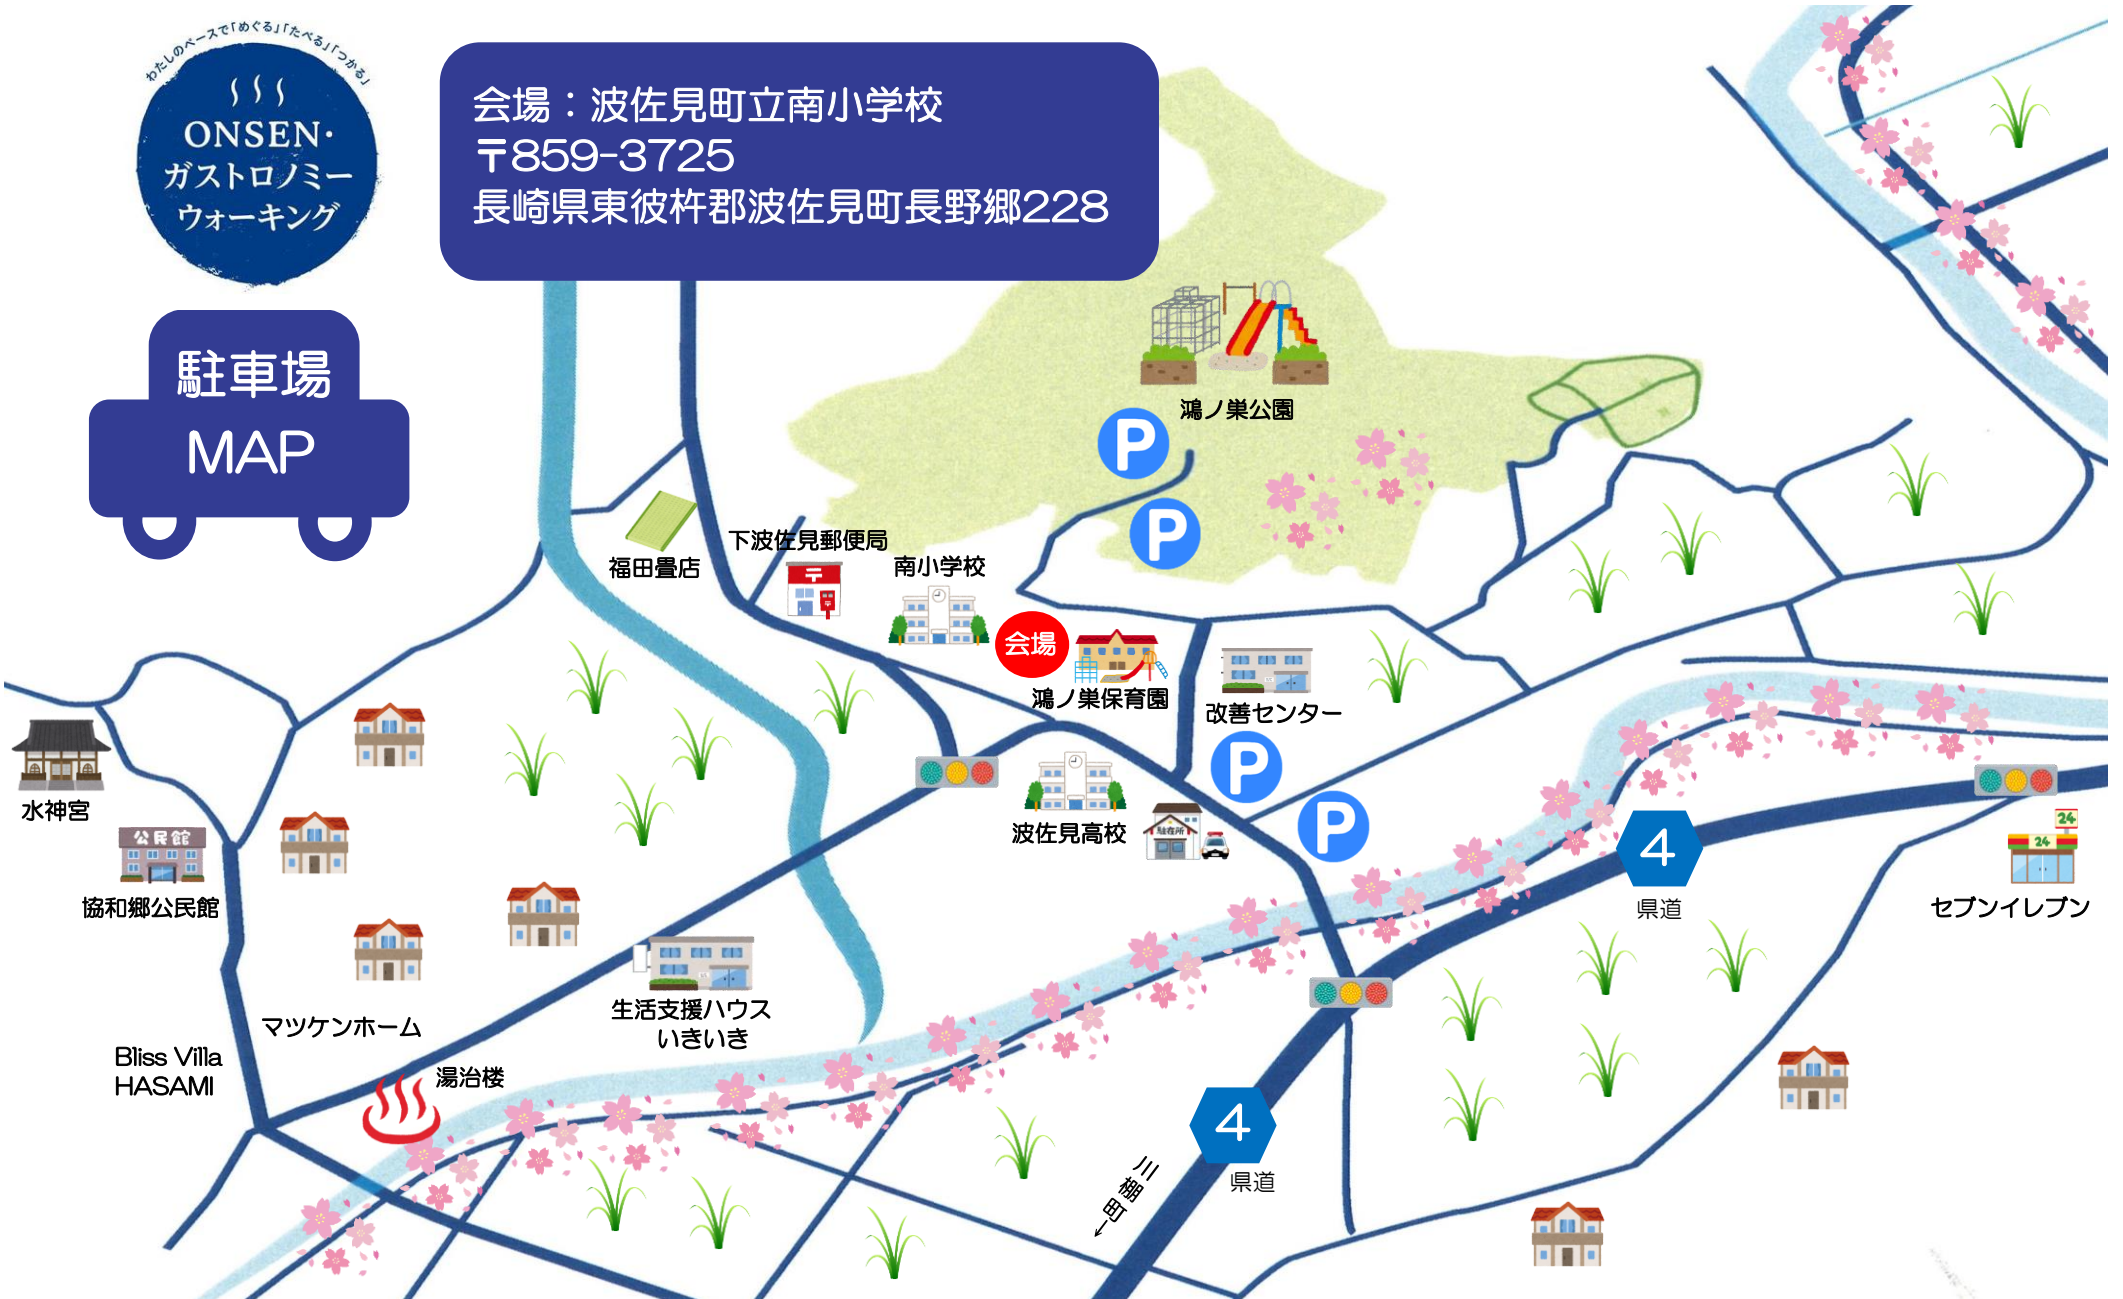 わたしのペースで「めぐる」「たべる」「つかる」
ONSEN・
ガストロノミー
ウォーキング
会場：波佐見町立南小学校
〒859-3725
長崎県東彼杵郡波佐見町長野郷228
駐車場
MAP
鴻ノ巣公園
P
P
下波佐見郵便局
〒
〒
福田畳店
南小学校
会場
鴻ノ巣保育園
改善センター
P
P
波佐見高校
駐在所
水神宮
公民館
協和郷公民館
4
県道
24
24
セブンイレブン
生活支援ハウス
いきいき
マツケンホーム
Bliss Villa
HASAMI
湯治楼
4
県道
川棚町
←